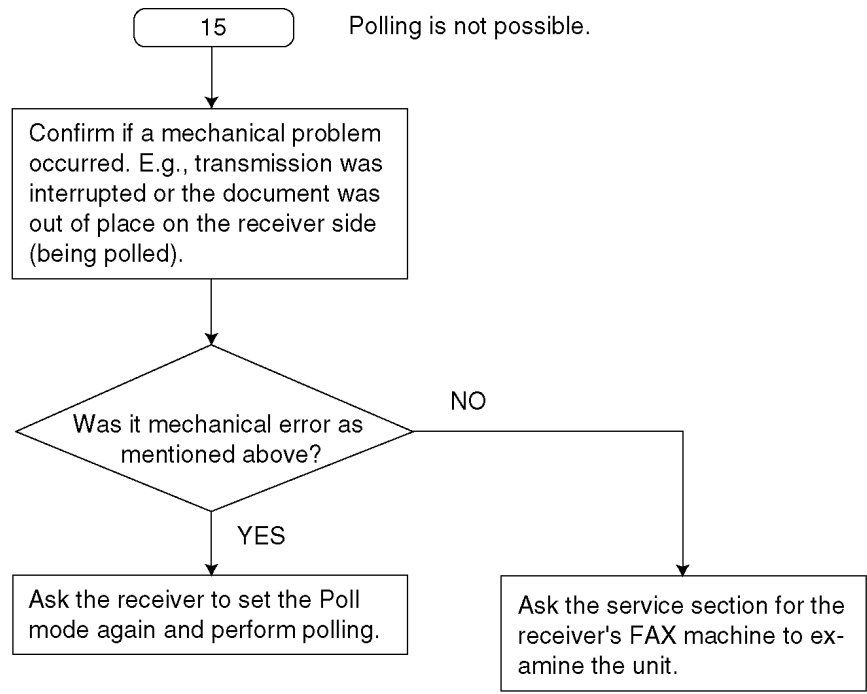 15
Polling is not possible.
Confirm if a mechanical problem
occurred. E.g., transmission was
interrupted or the document was
out of place on the receiver side
(being polled).
Was it mechanical error as
mentioned above?
NO
YES
Ask the receiver to set the Poll
mode again and perform polling.
Ask the service section for the
receiver's FAX machine to ex-
amine the unit.